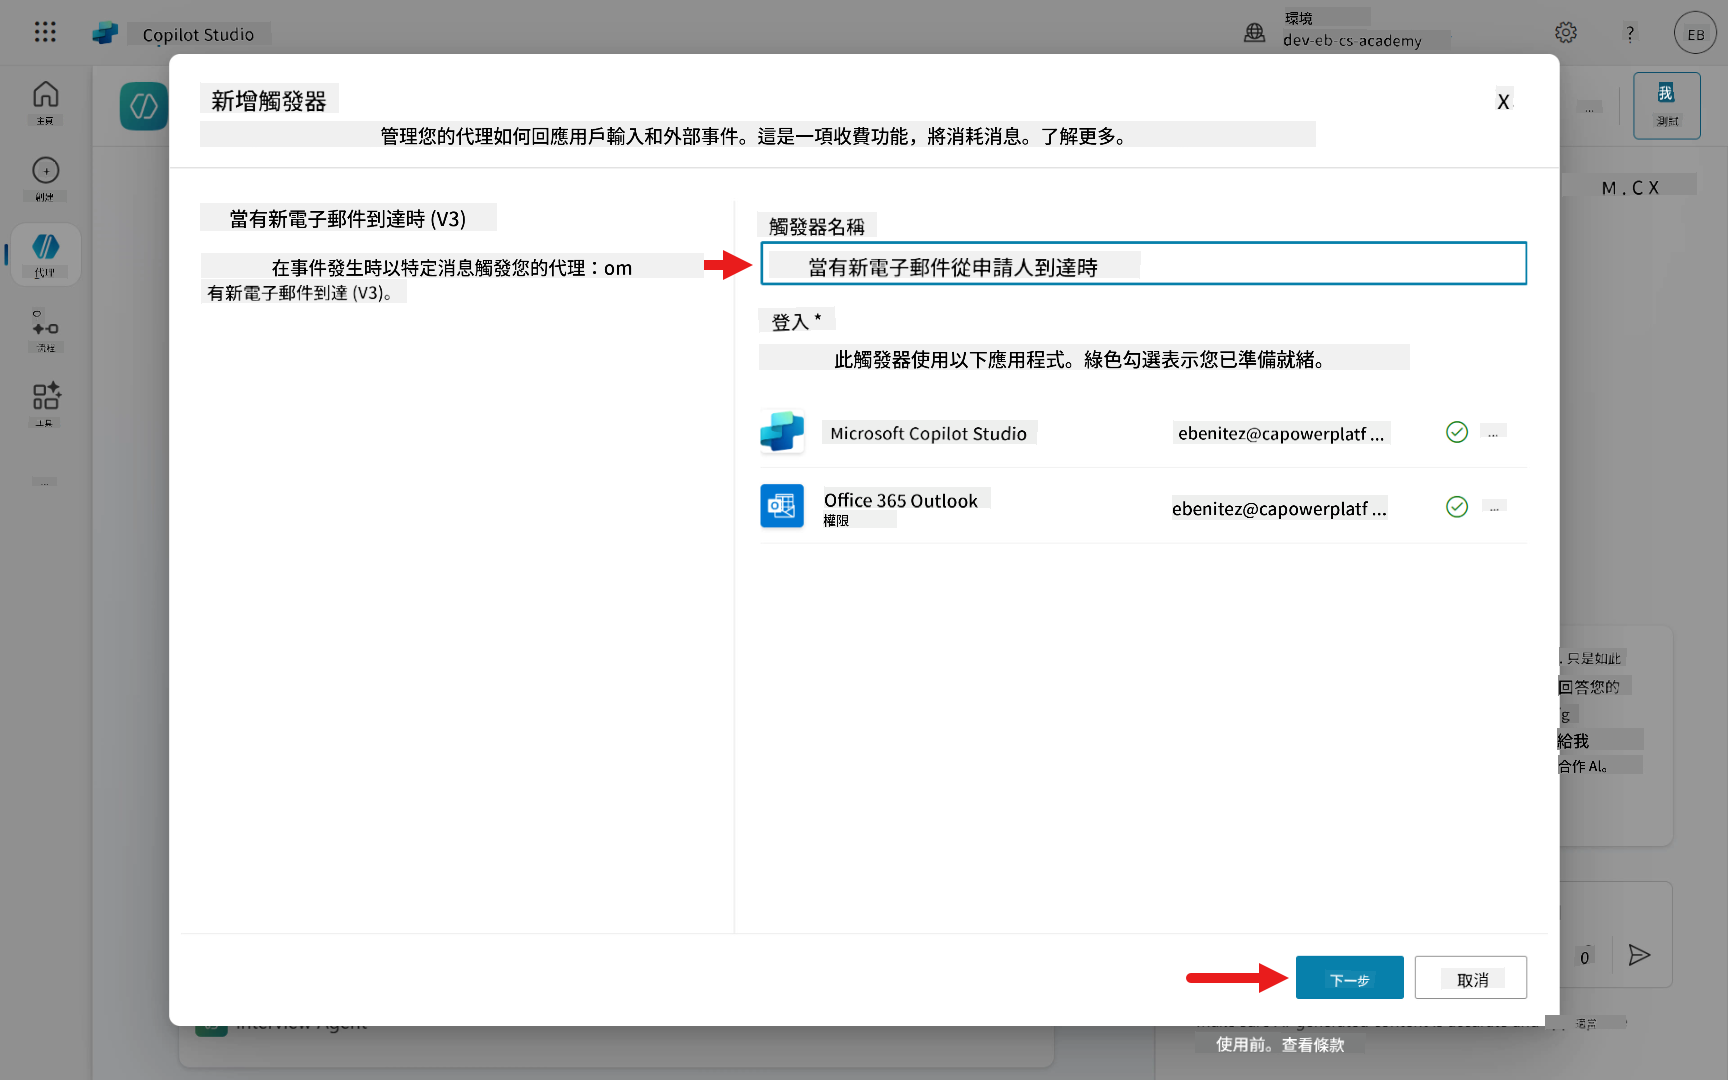 Copilot Studio
環境
dev-eb-cs-academy
?
EB
主頁
創建
代理
流程
工具
...
我
測試
...
M . C X
新增觸發器
X
管理您的代理如何回應用戶輸入和外部事件。這是一項收費功能，將消耗消息。了解更多。
當有新電子郵件到達時 (V3)
在事件發生時以特定消息觸發您的代理：om
有新電子郵件到達 (V3)。
觸發器名稱
當有新電子郵件從申請人到達時
登入 *
此觸發器使用以下應用程式。綠色勾選表示您已準備就緒。
Microsoft Copilot Studio
ebenitez@capowerplatf ...
...
Office 365 Outlook
權限
ebenitez@capowerplatf ...
...
. 只是如此
回答您的
g
給我
合作 AI。
0
下一步
取消
Interview Agent
使用前。查看條款